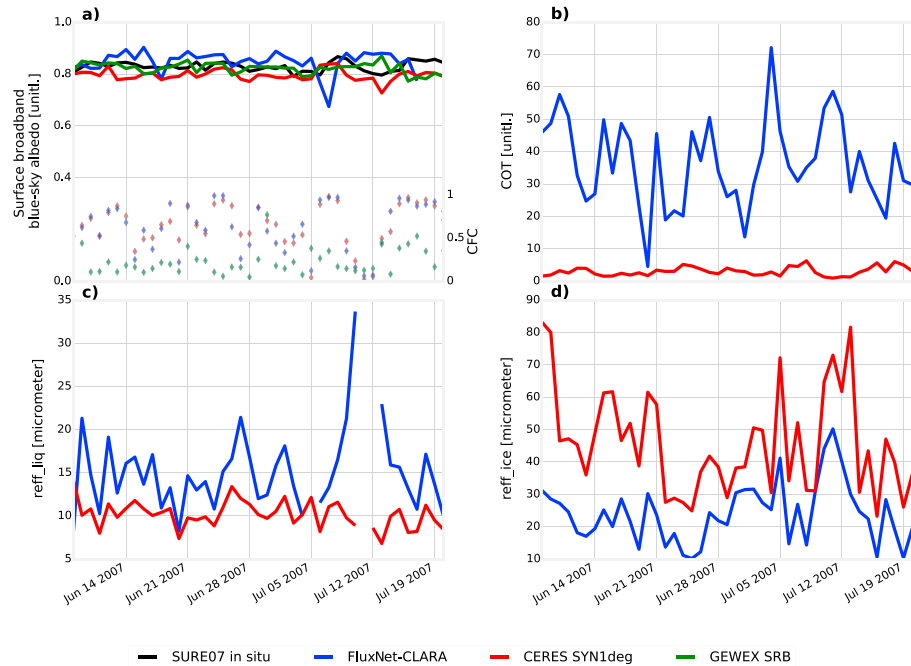 a)
Surface broadband
blue-sky albedo [unitl.]
1.0
0.8
0.6
0.4
0.2
0.0
1
0.5
0
CFC
b)
COT [unitl.]
80
70
60
50
40
30
20
10
0
c)
reff_liq [micrometer]
35
30
25
20
15
10
5
Jun 14 2007
Jun 21 2007
Jun 28 2007
Jul 05 2007
Jul 12 2007
Jul 19 2007
d)
reff_ice [micrometer]
90
80
70
60
50
40
30
20
10
Jun 14 2007
Jun 21 2007
Jun 28 2007
Jul 05 2007
Jul 12 2007
Jul 19 2007
SURE07 in situ FluxNet-CLARA CERES SYN1deg GEWEX SRB